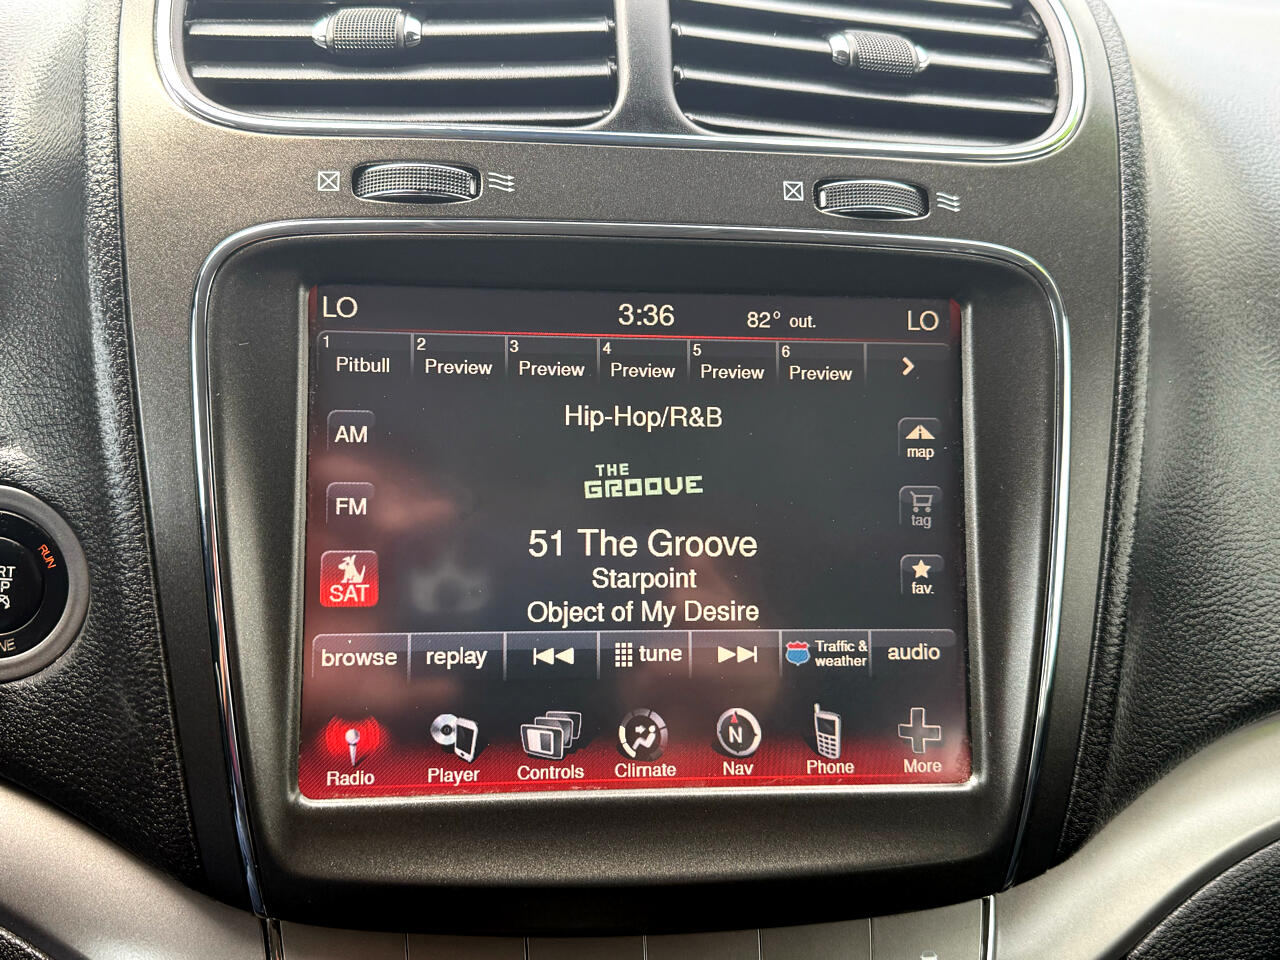 LO 3:36 82° out. LO
1 Pitbull 2 Preview 3 Preview 4 Preview 5 Preview 6 Preview
Hip-Hop/R&B
AM
map
THE
GROOVE
FM
tag
51 The Groove
Starpoint
SAT
fav.
Object of My Desire
browse replay tune Traffic & weather audio
N
Radio Player Controls Climate Nav Phone More
RUN